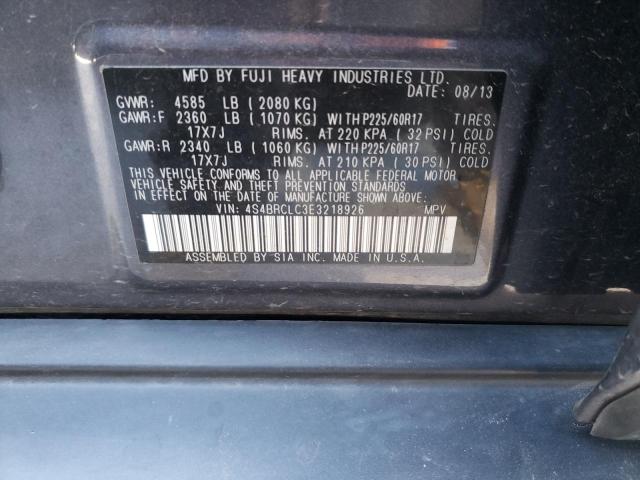 MFD BY FUJI HEAVY INDUSTRIES LTD.
DATE: 08/13
GVWR: 4585 LB (2080 KG)
GAWR:F 2360 LB (1070 KG) WITH P225/60R17 TIRES.
17X7J RIMS. AT 220 KPA (32 PSI) COLD
GAWR:R 2340 LB (1060 KG) WITH P225/60R17 TIRES.
17X7J RIMS. AT 210 KPA (30 PSI) COLD
THIS VEHICLE CONFORMS TO ALL APPLICABLE FEDERAL MOTOR
VEHICLE SAFETY AND THEFT PREVENTION STANDARDS
IN EFFECT ON THE DATE OF MANUFACTURE SHOWN ABOVE.
VIN: 4S4BRCLC3E3218926 MPV
ASSEMBLED BY SIA INC. MADE IN U.S.A.